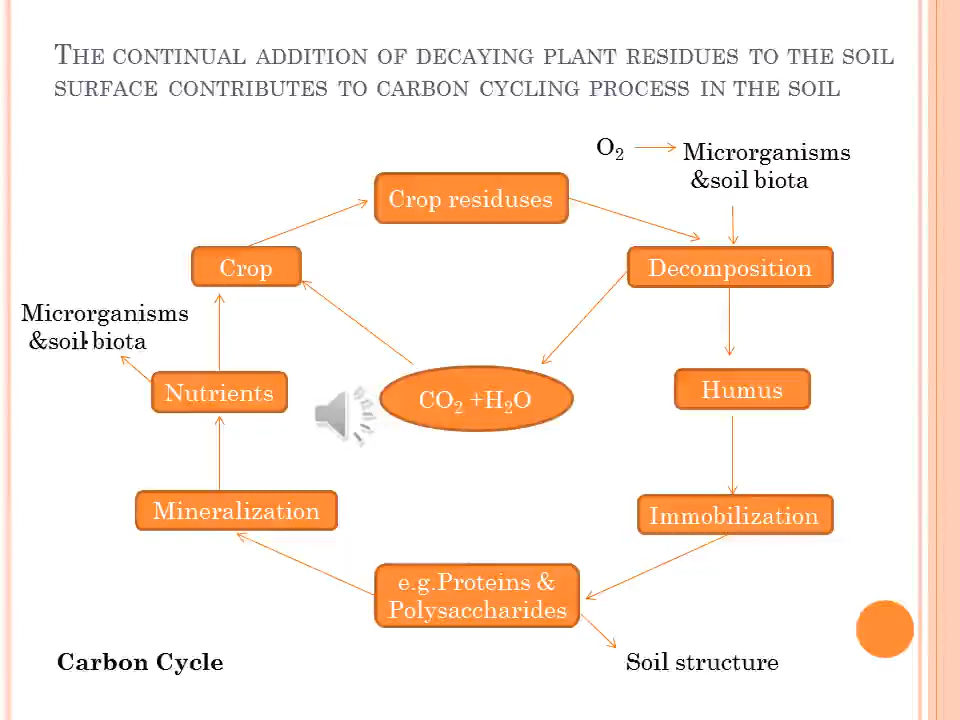 The continual addition of decaying plant residues to the soil
surface contributes to carbon cycling process in the soil
O2
Microrganisms
&soil biota
Crop residuses
Crop
Decomposition
Microrganisms
&soil biota
Nutrients
CO2 +H2O
Humus
Mineralization
Immobilization
e.g.Proteins &
Polysaccharides
Carbon Cycle
Soil structure